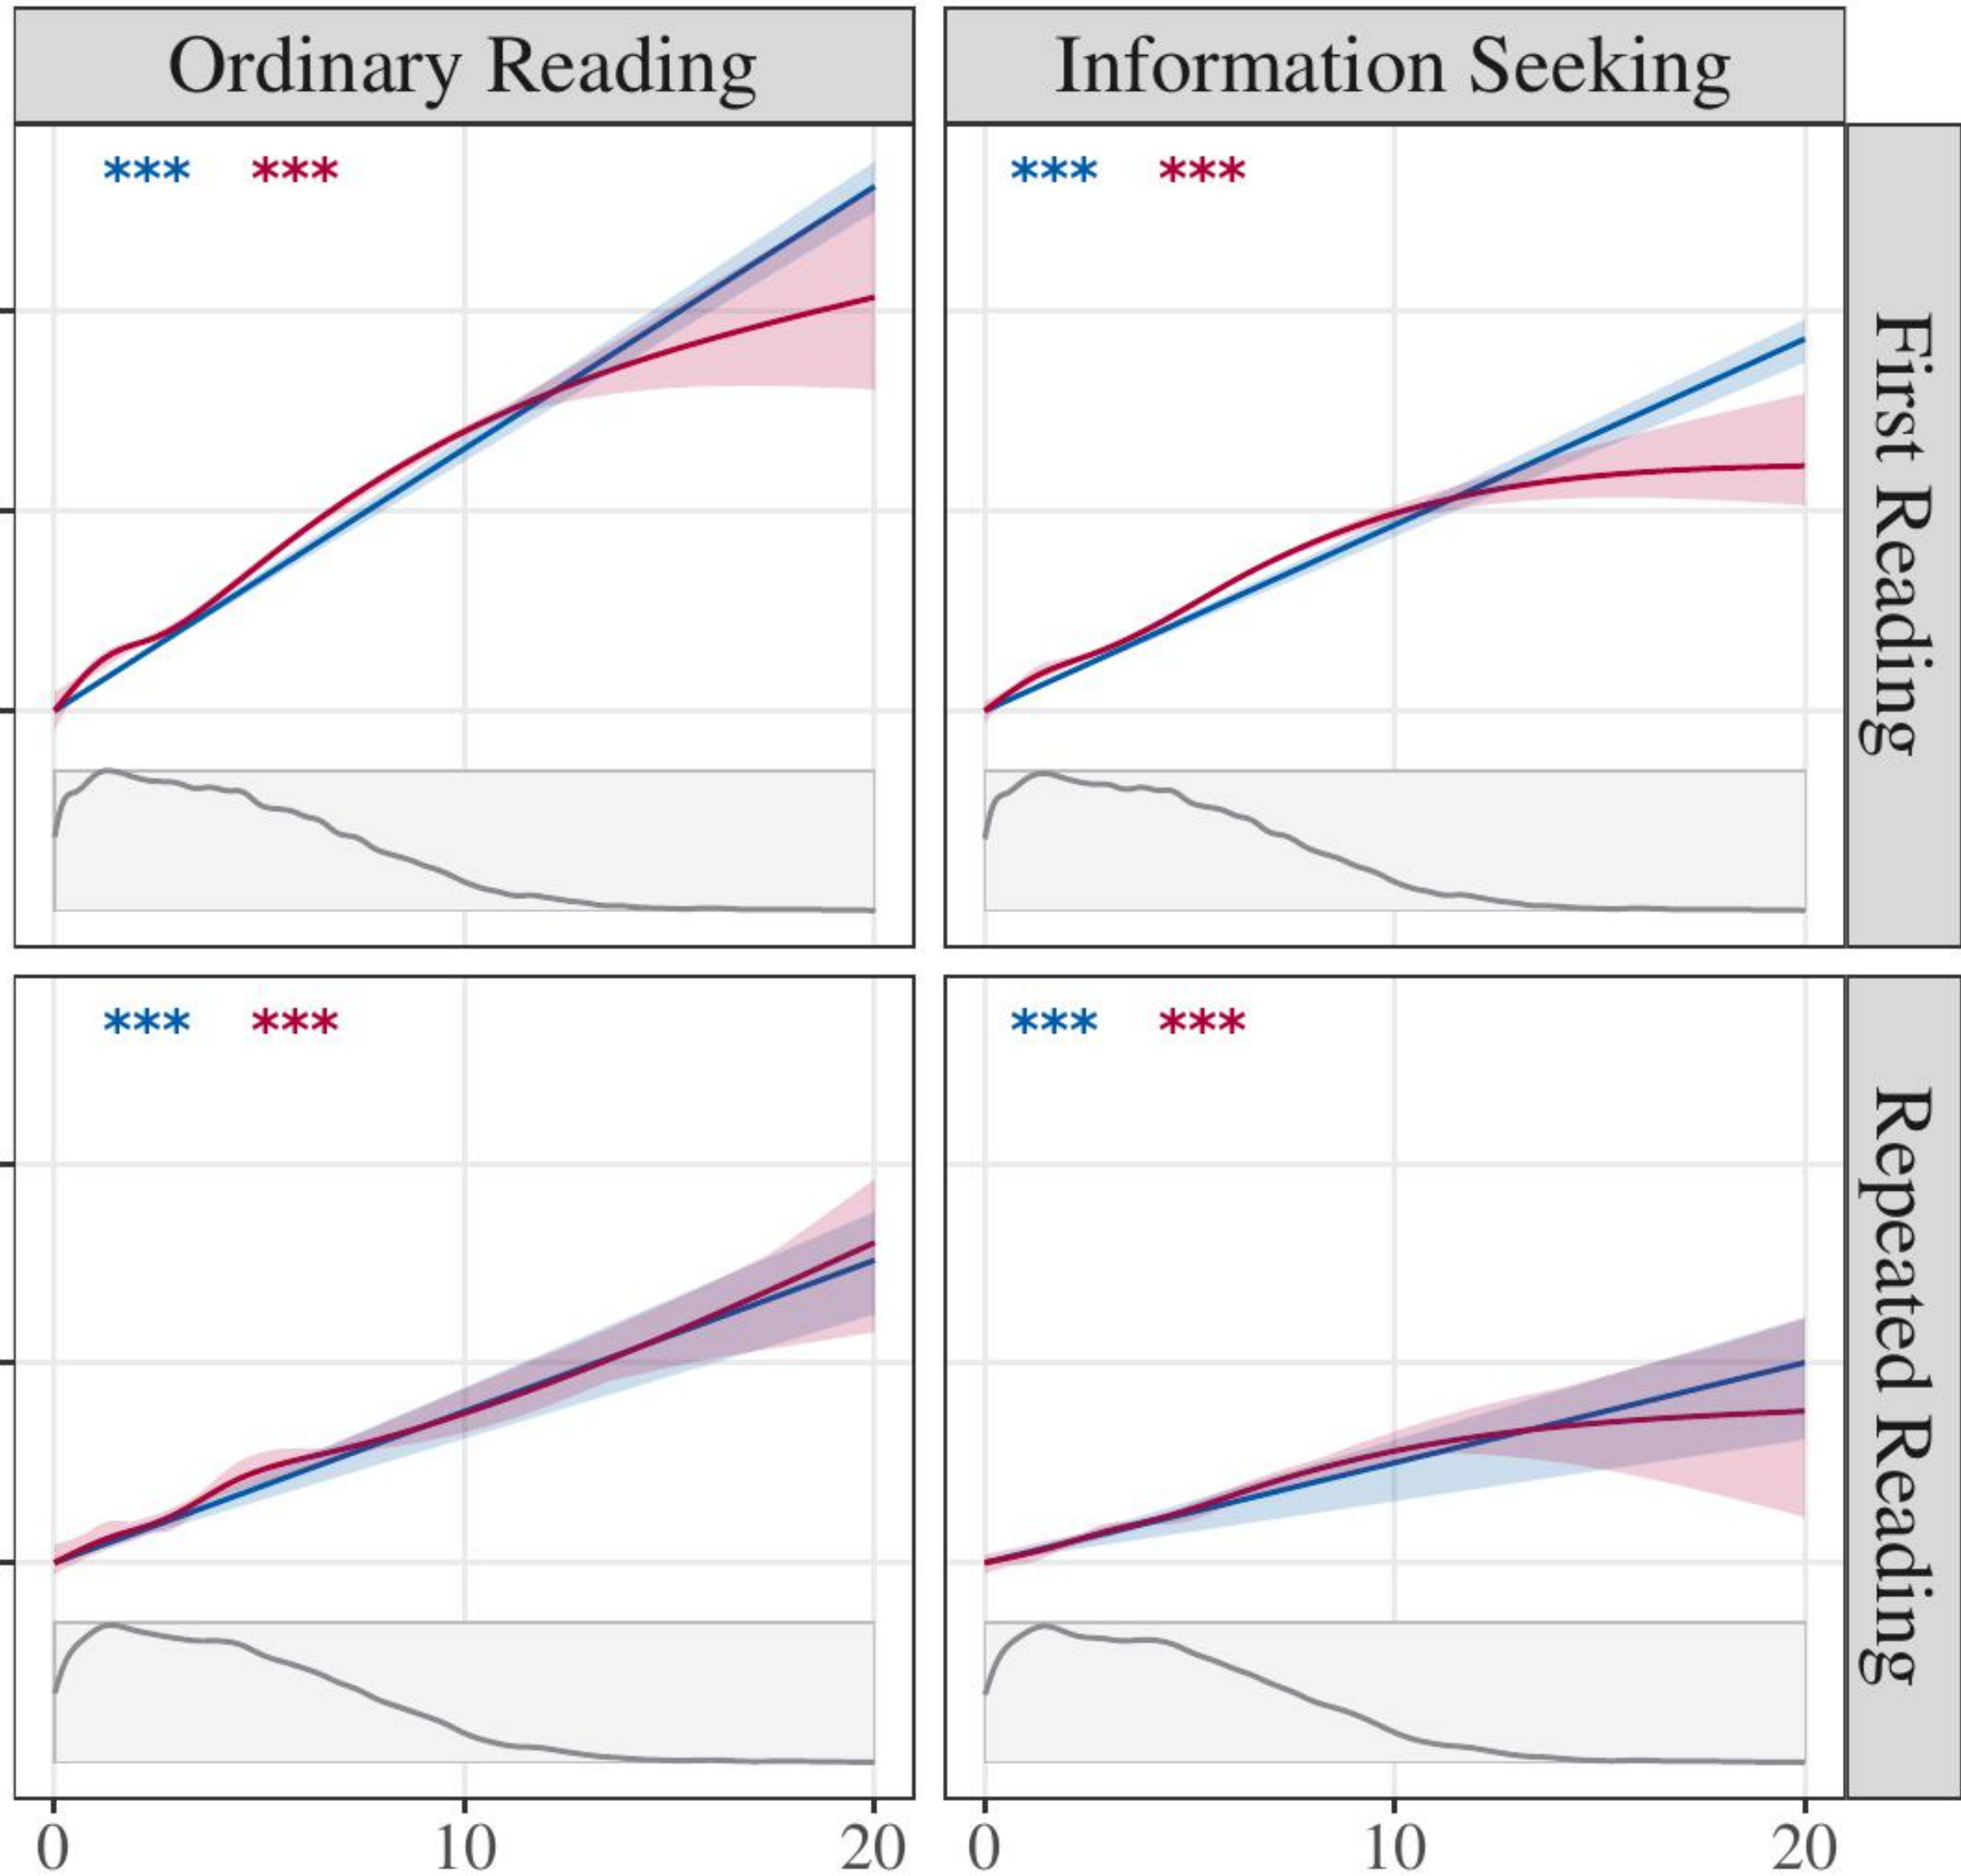 Ordinary Reading
Information Seeking
*** ***
*** ***
First Reading
*** ***
*** ***
Repeated Reading
0 10 20
0 10 20